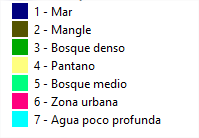 1 - Mar
2 - Mangle
3 - Bosque denso
4 - Pantano
5 - Bosque medio
6 - Zona urbana
7 - Agua poco profunda